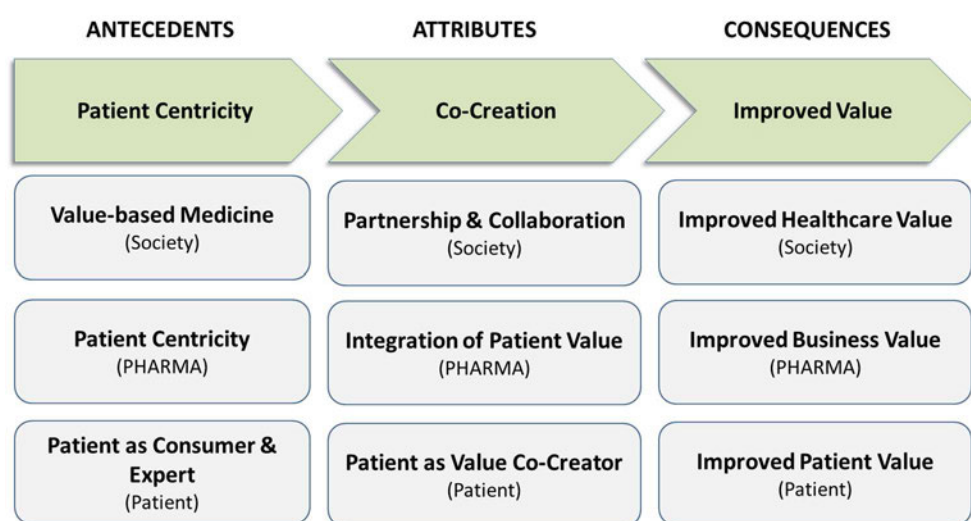 ANTECEDENTS
ATTRIBUTES
CONSEQUENCES
Patient Centricity
Co-Creation
Improved Value
Value-based Medicine
(Society)
Partnership & Collaboration
(Society)
Improved Healthcare Value
(Society)
Patient Centricity
(PHARMA)
Integration of Patient Value
(PHARMA)
Improved Business Value
(PHARMA)
Patient as Consumer &
Expert
(Patient)
Patient as Value Co-Creator
(Patient)
Improved Patient Value
(Patient)